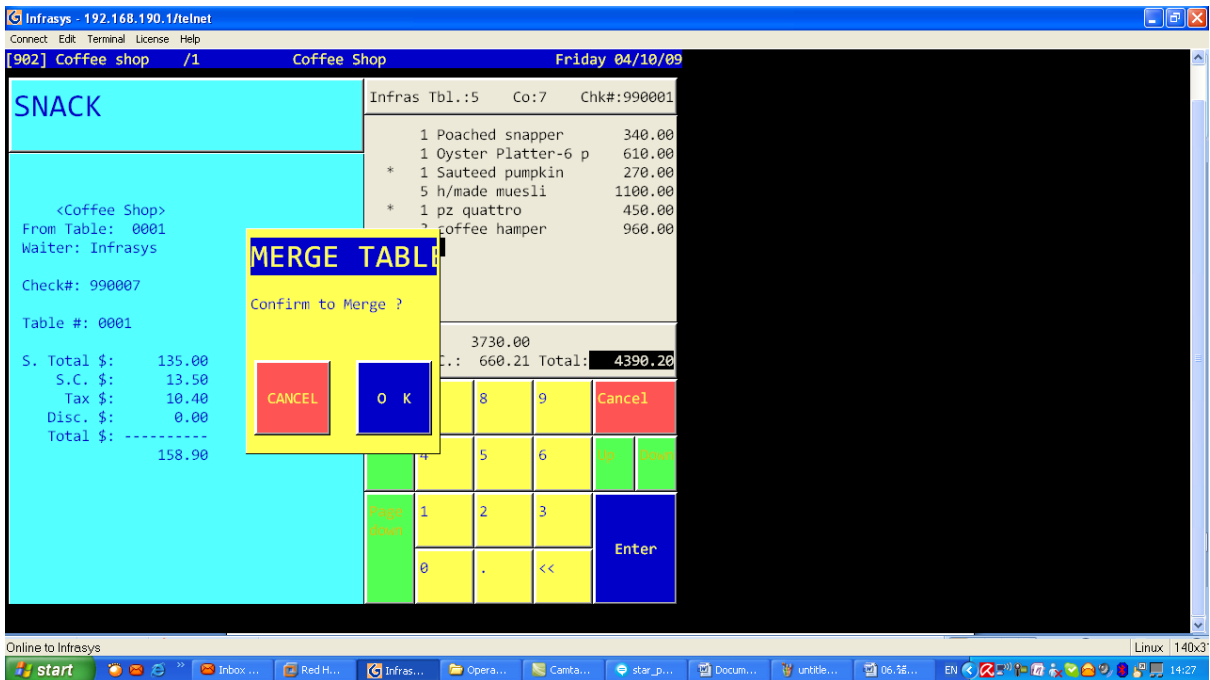 Infrasys - 192.168.190.1/telnet
Connect Edit Terminal License Help
[902] Coffee shop /1 Coffee Shop Friday 04/10/09
SNACK
<Coffee Shop>
From Table: 0001
Waiter: Infrasys
Check#: 990007
Table #: 0001
S. Total $: 135.00
S.C. $: 13.50
Tax $: 10.40
Disc. $: 0.00
Total $: ----------
158.90
Infras Tbl.:5 Co:7 Chk#:990001
1 Poached snapper 340.00
1 Oyster Platter-6 p 610.00
* 1 Sauteed pumpkin 270.00
5 h/made muesli 1100.00
* 1 pz quattro 450.00
coffee hamper 960.00
MERGE TABLE
Confirm to Merge ?
CANCEL
O K
3730.00
C.: 660.21 Total: 4390.20
8 9 Cancel
4 5 6 Up Down
Page down
1 2 3
Enter
0 . <<
Online to Infrasys
Linux 140x3
start
Inbox ...
Red H...
Infras...
Opera...
Camta...
star_p...
Docum...
untitle...
EN
14:27